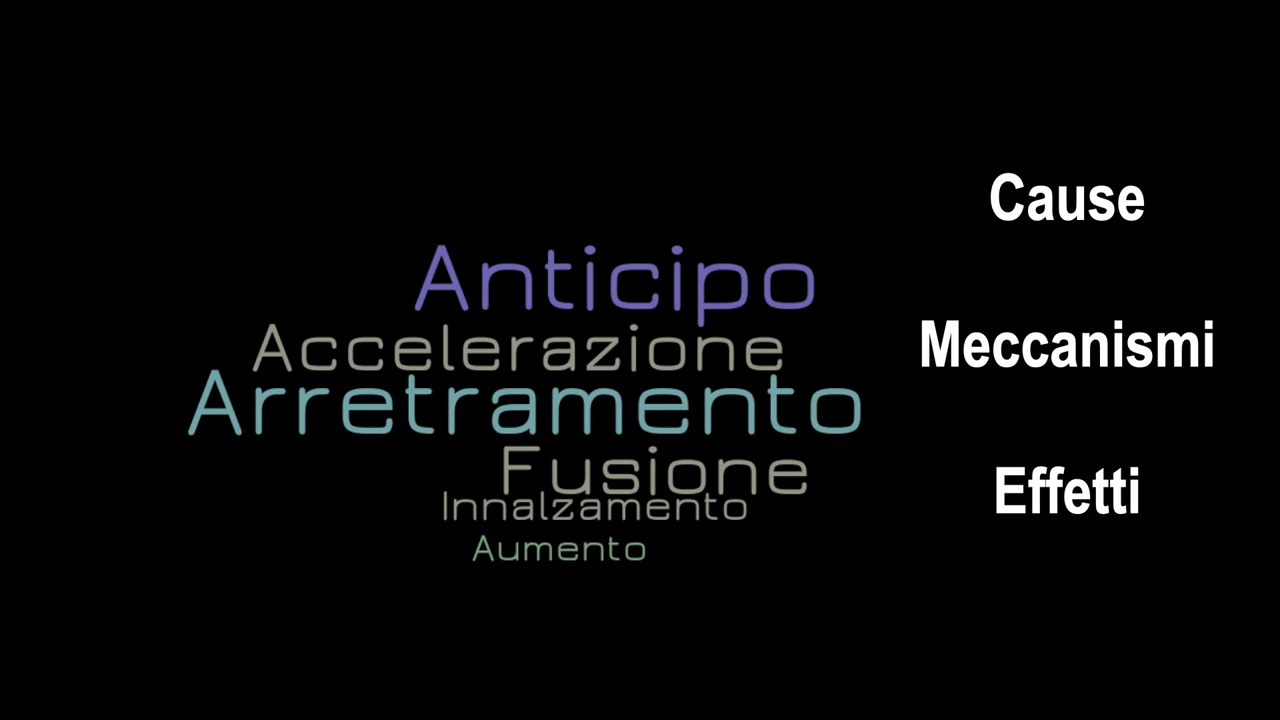 Anticipo
Accelerazione
Arretramento
Fusione
Innalzamento
Aumento
Cause
Meccanismi
Effetti